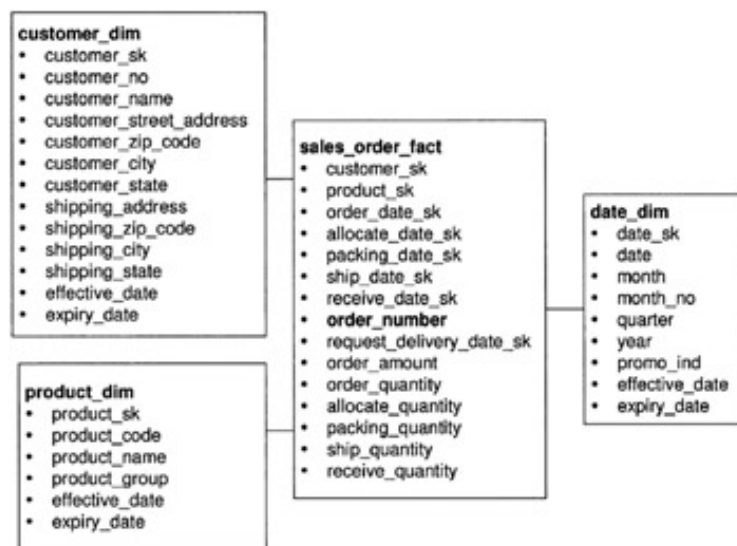 customer_dim
• customer_sk
• customer_no
• customer_name
• customer_street_address
• customer_zip_code
• customer_city
• customer_state
• shipping_address
• shipping_zip_code
• shipping_city
• shipping_state
• effective_date
• expiry_date
product_dim
• product_sk
• product_code
• product_name
• product_group
• effective_date
• expiry_date
sales_order_fact
• customer_sk
• product_sk
• order_date_sk
• allocate_date_sk
• packing_date_sk
• ship_date_sk
• receive_date_sk
• order_number
• request_delivery_date_sk
• order_amount
• order_quantity
• allocate_quantity
• packing_quantity
• ship_quantity
• receive_quantity
date_dim
• date_sk
• date
• month
• month_no
• quarter
• year
• promo_ind
• effective_date
• expiry_date